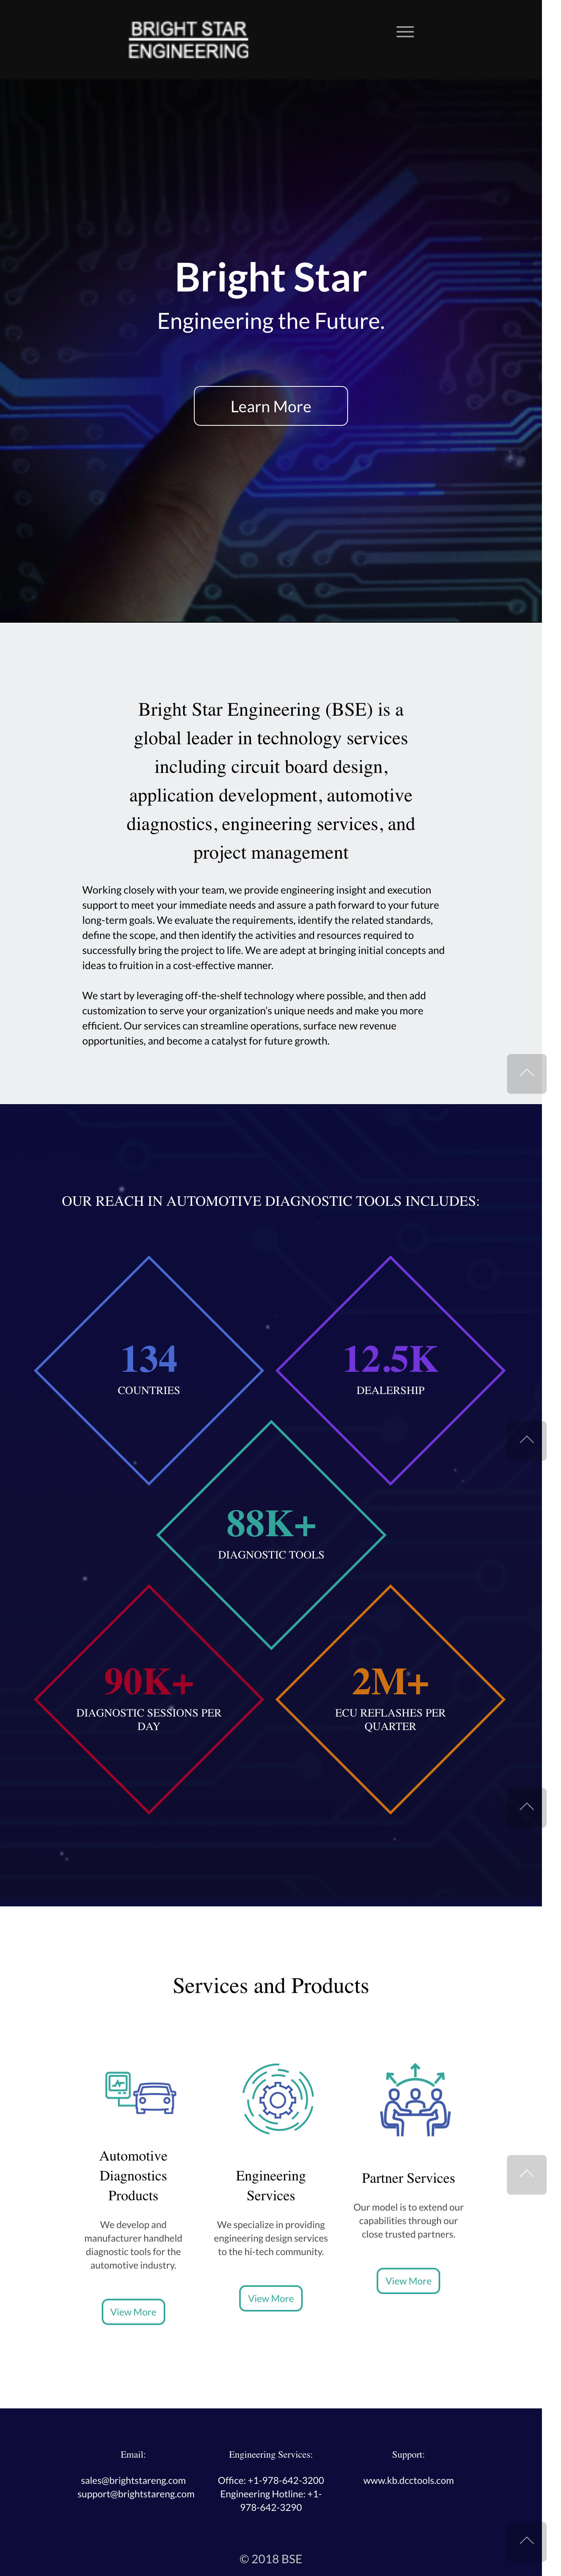 BRIGHT STAR
ENGINEERING
Bright Star
Engineering the Future.
Learn More
Bright Star Engineering (BSE) is a
global leader in technology services
including circuit board design,
application development, automotive
diagnostics, engineering services, and
project management
Working closely with your team, we provide engineering insight and execution
support to meet your immediate needs and assure a path forward to your future
long-term goals. We evaluate the requirements, identify the related standards,
define the scope, and then identify the activities and resources required to
successfully bring the project to life. We are adept at bringing initial concepts and
ideas to fruition in a cost-effective manner.
We start by leveraging off-the-shelf technology where possible, and then add
customization to serve your organization's unique needs and make you more
efficient. Our services can streamline operations, surface new revenue
opportunities, and become a catalyst for future growth.
OUR REACH IN AUTOMOTIVE DIAGNOSTIC TOOLS INCLUDES:
134
COUNTRIES
12.5K
DEALERSHIP
88K+
DIAGNOSTIC TOOLS
90K+
DIAGNOSTIC SESSIONS PER
DAY
2M+
ECU REFLASHES PER
QUARTER
Services and Products
Automotive
Diagnostics
Products
We develop and
manufacturer handheld
diagnostic tools for the
automotive industry.
View More
Engineering
Services
We specialize in providing
engineering design services
to the hi-tech community.
View More
Partner Services
Our model is to extend our
capabilities through our
close trusted partners.
View More
Email:
sales@brightstareng.com
support@brightstareng.com
Engineering Services:
Office: +1-978-642-3200
Engineering Hotline: +1-
978-642-3290
Support:
www.kb.dcctools.com
© 2018 BSE